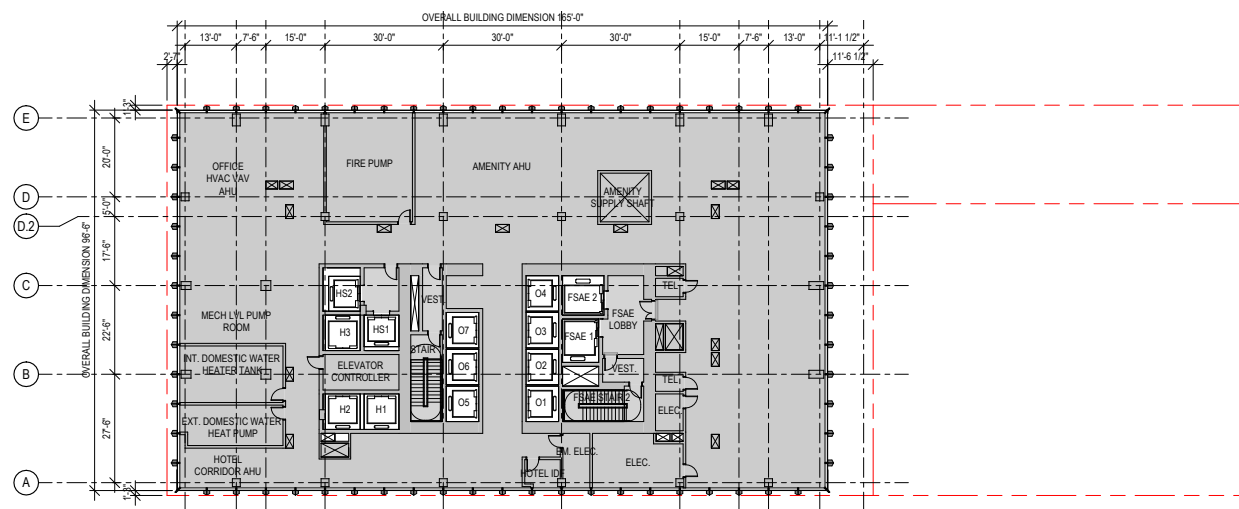 OVERALL BUILDING DIMENSION 165'-0"
13'-0"
7'-6"
15'-0"
30'-0"
30'-0"
30'-0"
15'-0"
7'-6"
13'-0"
11'-1 1/2"
2'-7"
11'-6 1/2"
E
D
D.2
C
B
A
OVERALL BUILDING DIMENSION 96'-6"
20'-0"
5'-0"
17'-6"
22'-6"
27'-6"
OFFICE
HVAC VAV
AHU
FIRE PUMP
AMENITY AHU
AMENITY
SUPPLY SHAFT
MECH LVL PUMP
ROOM
INT. DOMESTIC WATER
HEATER TANK
EXT. DOMESTIC WATER
HEAT PUMP
HOTEL
CORRIDOR AHU
HS2
H3
HS1
VEST.
STAIR
ELEVATOR
CONTROLLER
H2
H1
O7
O6
O5
O4
O3
O2
O1
FSAE 2
FSAE 1
FSAE
LOBBY
VEST.
FSAE STAIR 2
TEL
TEL
ELEC
EM. ELEC.
ELEC.
HOTEL IDF